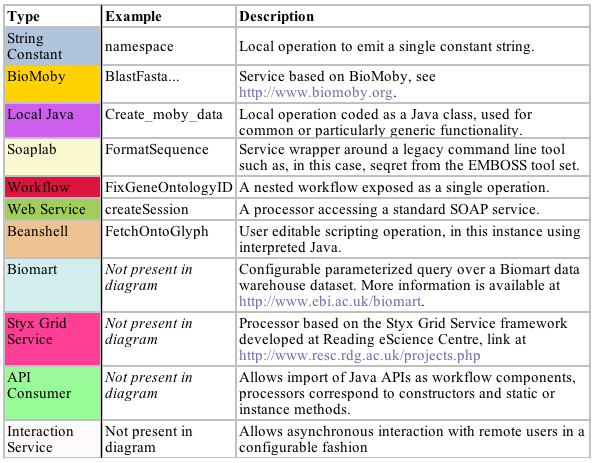 Type Example Description
String
Constant
namespace
Local operation to emit a single constant string.
BioMoby
BlastFasta...
Service based on BioMoby, see
http://www.biomoby.org.
Local Java
Create_moby_data
Local operation coded as a Java class, used for
common or particularly generic functionality.
Soaplab
FormatSequence
Service wrapper around a legacy command line tool
such as, in this case, seqret from the EMBOSS tool set.
Workflow
FixGeneOntologyID
A nested workflow exposed as a single operation.
Web Service
createSession
A processor accessing a standard SOAP service.
Beanshell
FetchOntoGlyph
User editable scripting operation, in this instance using
interpreted Java.
Biomart
Not present in
diagram
Configurable parameterized query over a Biomart data
warehouse dataset. More information is available at
http://www.ebi.ac.uk/biomart.
Styx Grid
Service
Not present in
diagram
Processor based on the Styx Grid Service framework
developed at Reading eScience Centre, link at
http://www.resc.rdg.ac.uk/projects.php
API
Consumer
Not present in
diagram
Allows import of Java APIs as workflow components,
processors correspond to constructors and static or
instance methods.
Interaction
Service
Not present in
diagram
Allows asynchronous interaction with remote users in a
configurable fashion